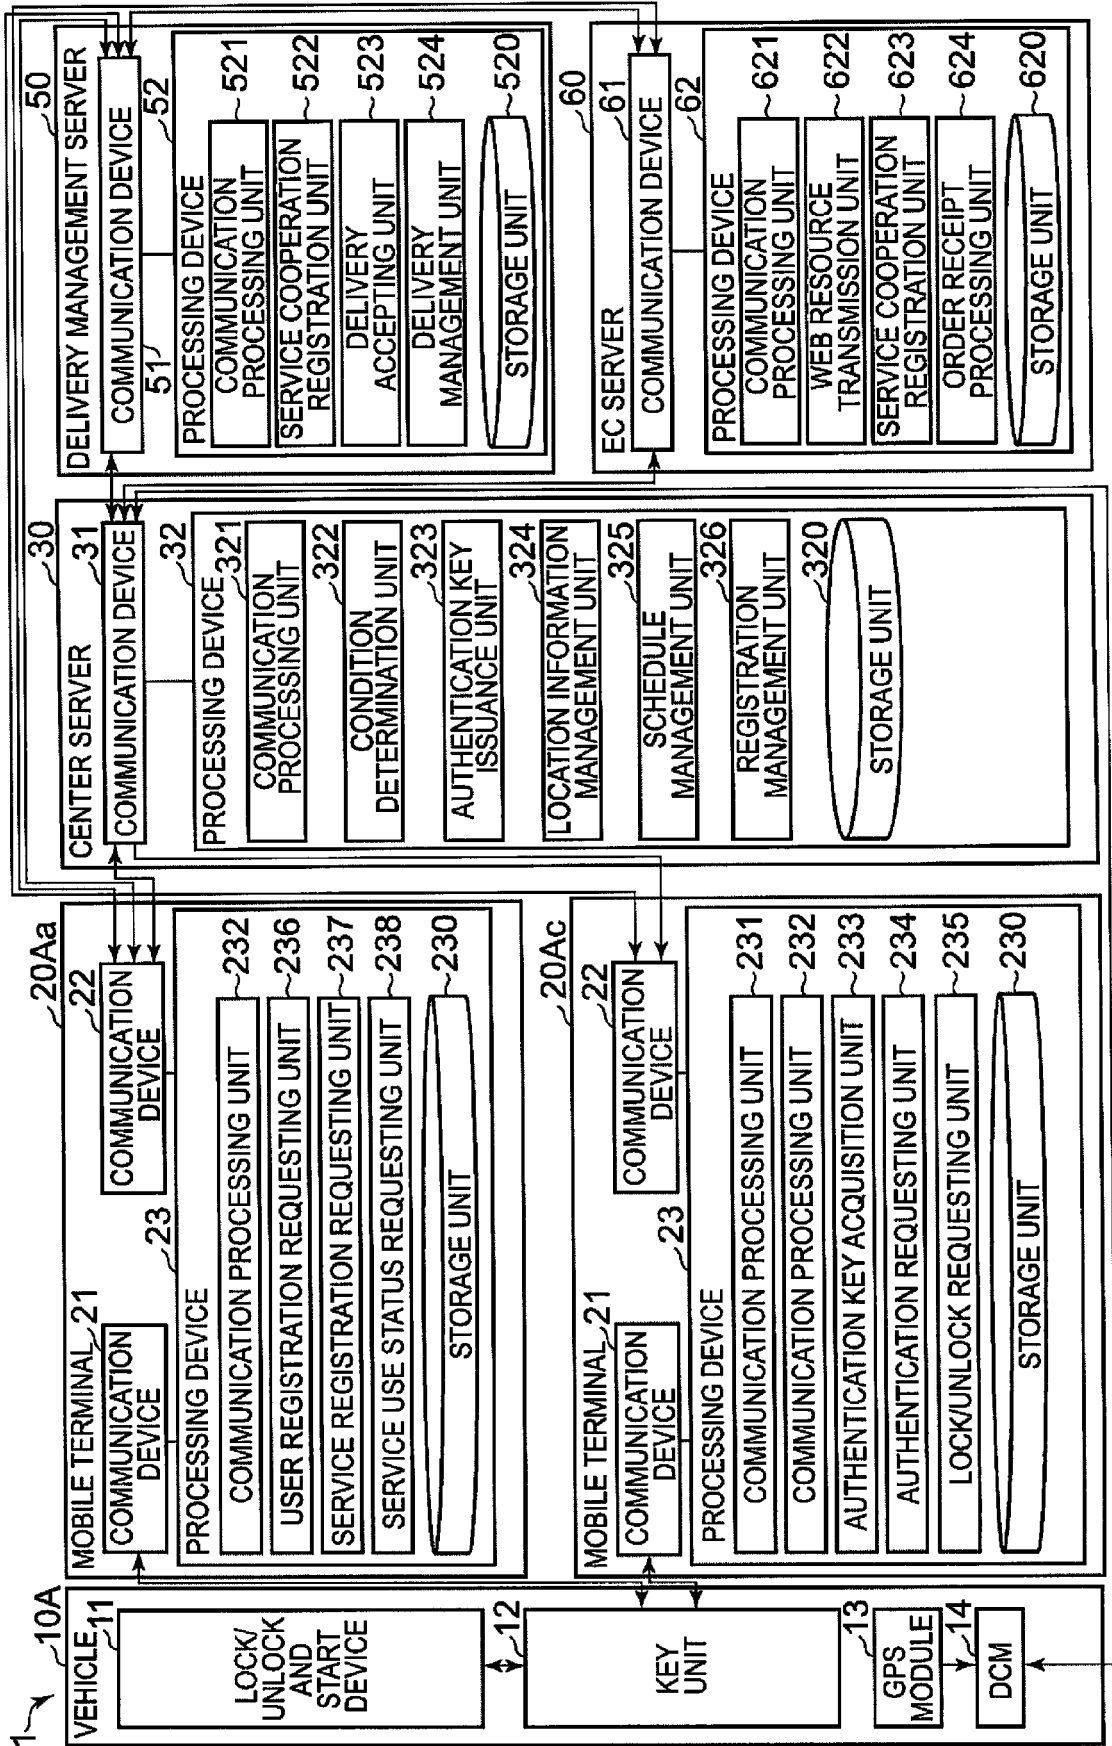 1
10A
VEHICLE
11
LOCK/
UNLOCK
AND
START
DEVICE
12
KEY
UNIT
13
GPS
MODULE
14
DCM
20Aa
MOBILE TERMINAL
21
COMMUNICATION
DEVICE
22
COMMUNICATION
DEVICE
23
PROCESSING DEVICE
COMMUNICATION PROCESSING UNIT
232
USER REGISTRATION REQUESTING UNIT
236
SERVICE REGISTRATION REQUESTING UNIT
237
SERVICE USE STATUS REQUESTING UNIT
238
STORAGE UNIT
230
20Ac
MOBILE TERMINAL
21
COMMUNICATION
DEVICE
22
COMMUNICATION
DEVICE
23
PROCESSING DEVICE
COMMUNICATION PROCESSING UNIT
231
COMMUNICATION PROCESSING UNIT
232
AUTHENTICATION KEY ACQUISITION UNIT
233
AUTHENTICATION REQUESTING UNIT
234
LOCK/UNLOCK REQUESTING UNIT
235
STORAGE UNIT
230
30
CENTER SERVER
31
COMMUNICATION DEVICE
32
PROCESSING DEVICE
321
COMMUNICATION
PROCESSING UNIT
322
CONDITION
DETERMINATION UNIT
323
AUTHENTICATION KEY
ISSUANCE UNIT
324
LOCATION INFORMATION
MANAGEMENT UNIT
325
SCHEDULE
MANAGEMENT UNIT
326
REGISTRATION
MANAGEMENT UNIT
320
STORAGE UNIT
50
DELIVERY MANAGEMENT SERVER
COMMUNICATION DEVICE
51
52
PROCESSING DEVICE
COMMUNICATION
PROCESSING UNIT
521
SERVICE COOPERATION
REGISTRATION UNIT
522
DELIVERY
ACCEPTING UNIT
523
DELIVERY
MANAGEMENT UNIT
524
STORAGE UNIT
520
60
EC SERVER
61
COMMUNICATION DEVICE
62
PROCESSING DEVICE
COMMUNICATION
PROCESSING UNIT
621
WEB RESOURCE
TRANSMISSION UNIT
622
SERVICE COOPERATION
REGISTRATION UNIT
623
ORDER RECEIPT
PROCESSING UNIT
624
STORAGE UNIT
620